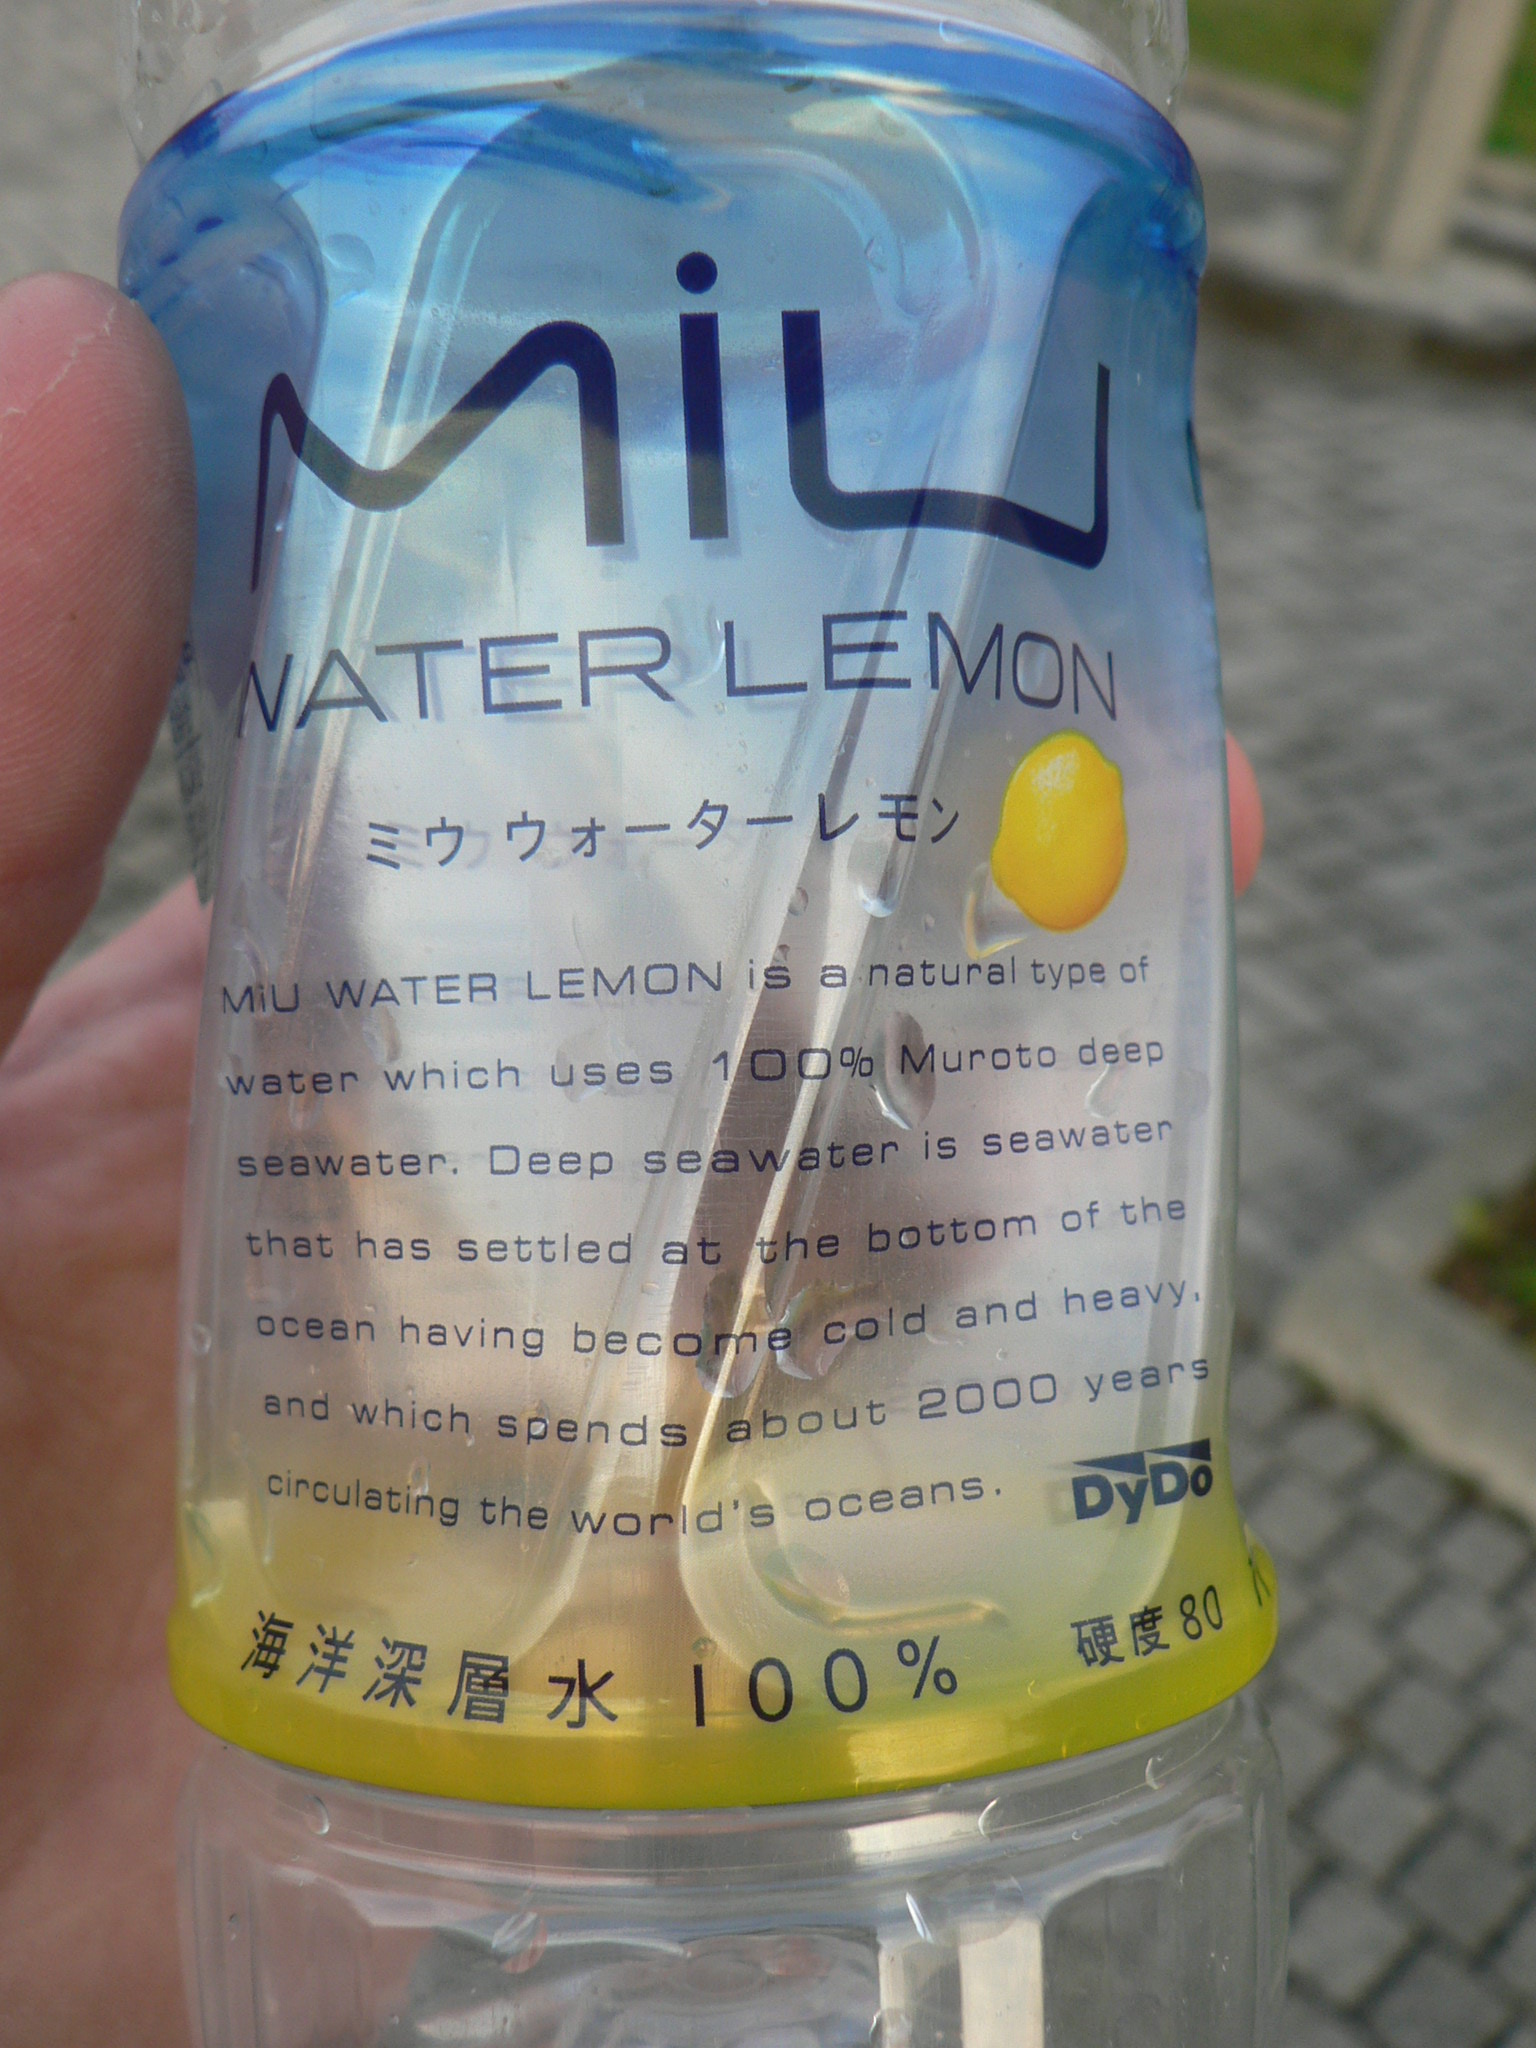 MiU
WATER LEMON
ミウ ウォーターレモン
MiU WATER LEMON is a natural type of
water which uses 100% Muroto deep
seawater. Deep seawater is seawater
that has settled at the bottom of the
ocean having become cold and heavy,
and which spends about 2000 years
circulating the world's oceans.
DyDo
海洋深層水 100% 硬度80